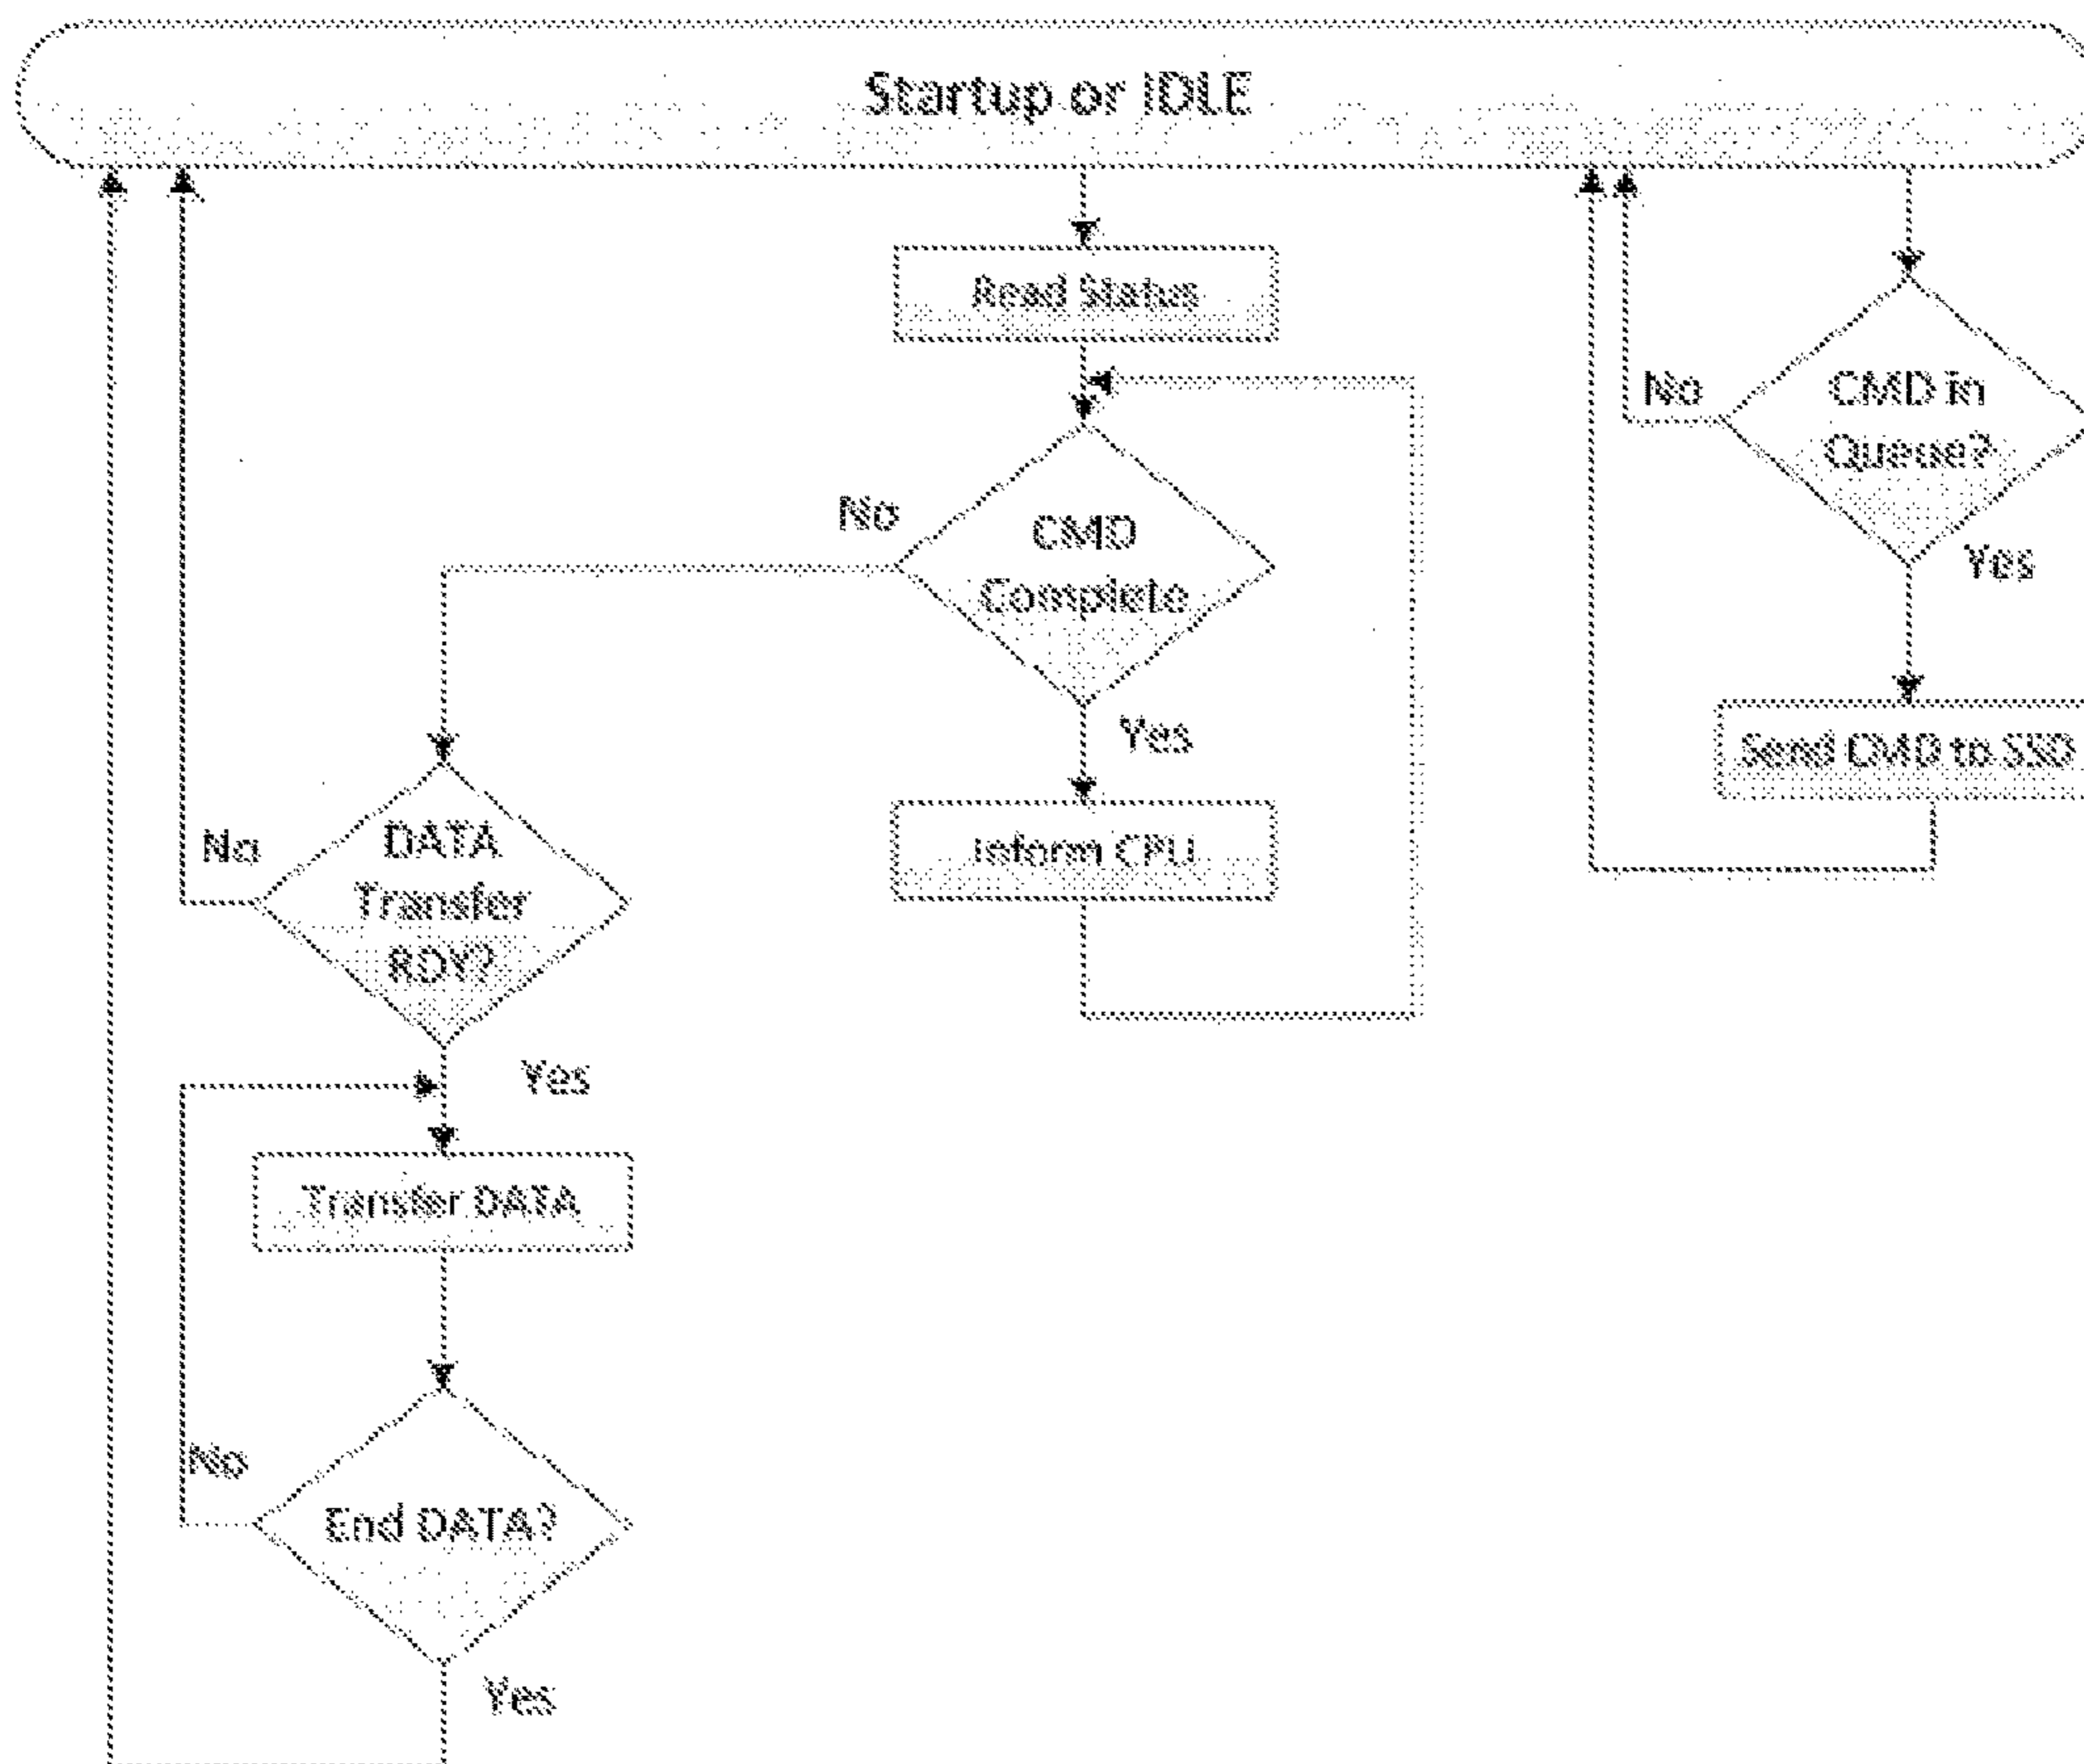 Startup or IDLE
Read Status
No
CMD in
Queue?
Yes
No
CMD
Complete
Yes
Send CMD to SSD
No
DATA
Transfer
RDY?
Inform CPU
Yes
Transfer DATA
No
End DATA?
Yes